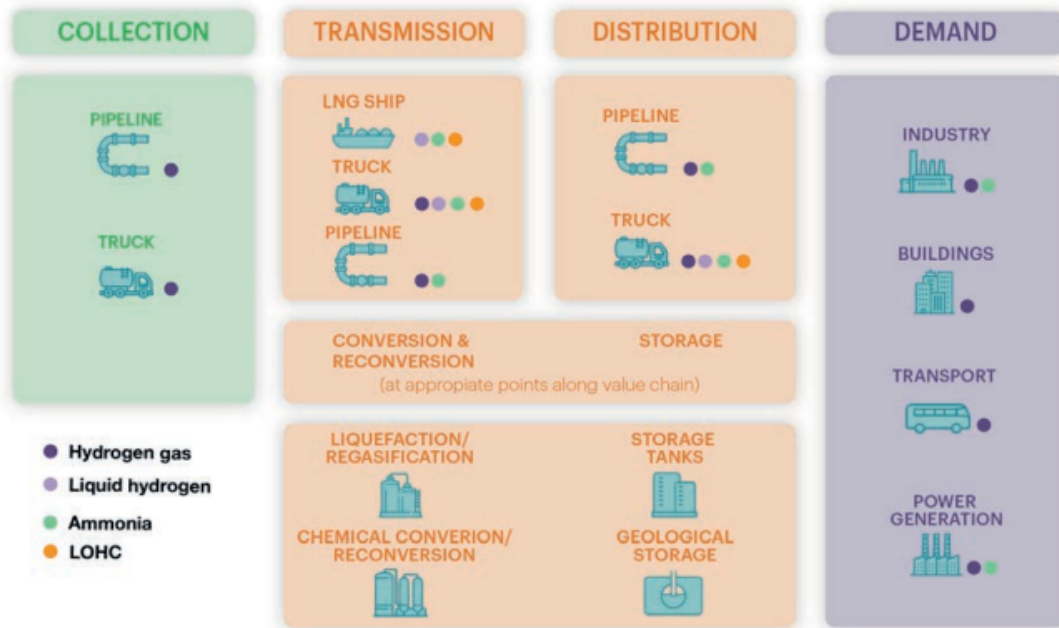 COLLECTION
TRANSMISSION
DISTRIBUTION
DEMAND
PIPELINE
TRUCK
LNG SHIP
TRUCK
PIPELINE
PIPELINE
TRUCK
INDUSTRY
BUILDINGS
TRANSPORT
POWER
GENERATION
CONVERSION &
RECONVERSION
STORAGE
(at appropiate points along value chain)
LIQUEFACTION/
REGASIFICATION
STORAGE
TANKS
CHEMICAL CONVERION/
RECONVERSION
GEOLOGICAL
STORAGE
Hydrogen gas
Liquid hydrogen
Ammonia
LOHC